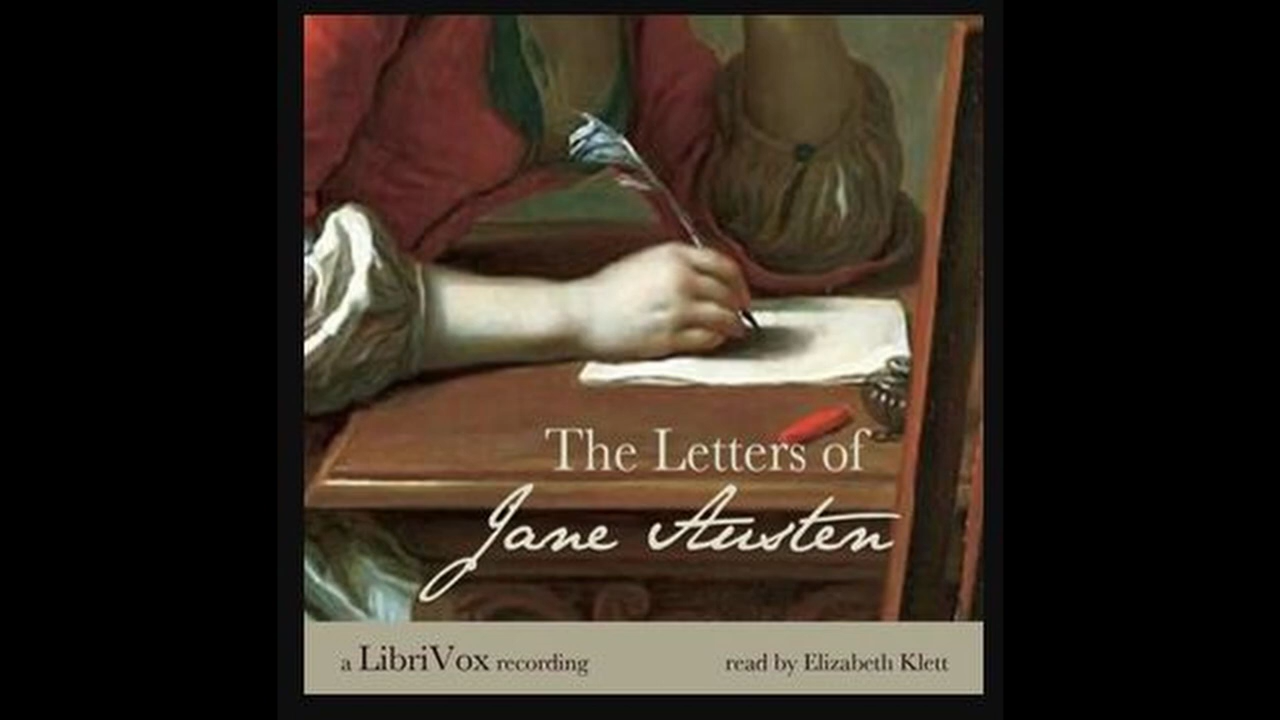 The Letters of
Jane Austen
a LibriVox recording
read by Elizabeth Klett